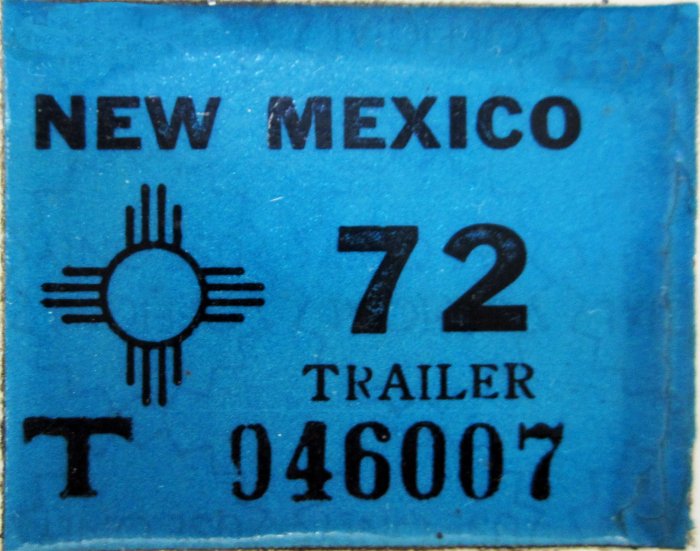 NEW MEXICO
72
TRAILER
T 046007